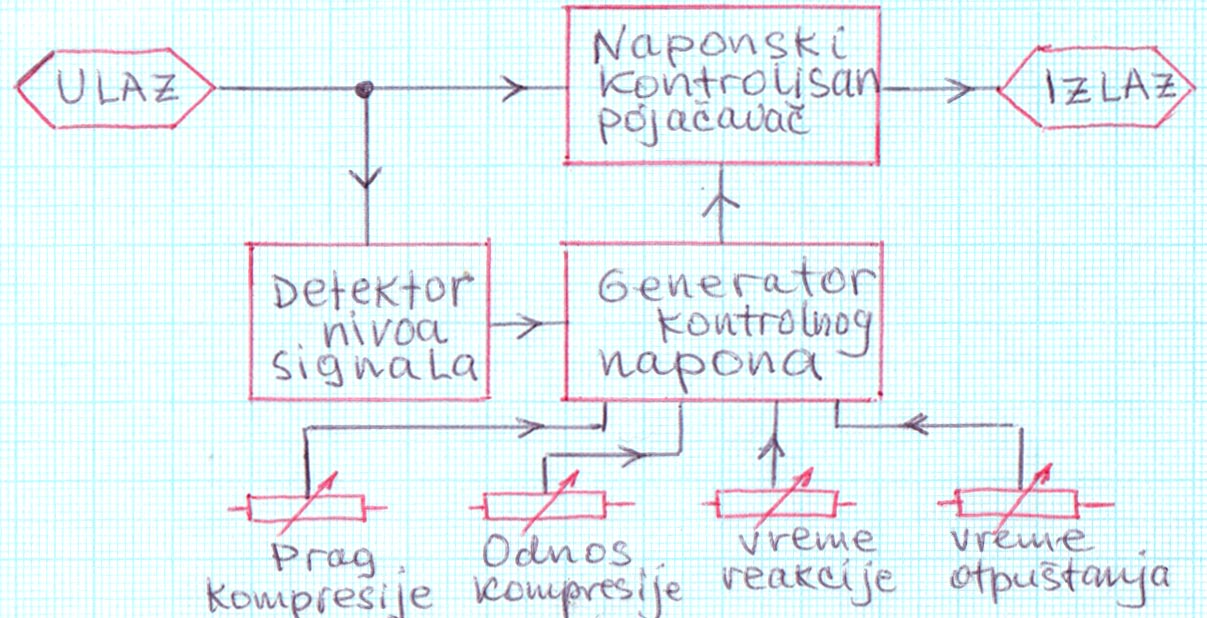 ULAZ
Naponski
kontrolisan
pojačavač
IZLAZ
Detektor
nivoa
signala
Generator
kontrolnog
napona
Prag
kompresije
Odnos
kompresije
vreme
reakcije
vreme
otpuštanja